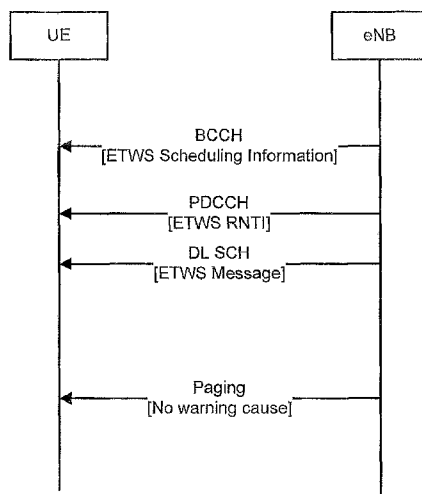 UE
eNB
BCCH
[ETWS Scheduling Information]
PDCCH
[ETWS RNTI]
DL SCH
[ETWS Message]
Paging
[No warning cause]